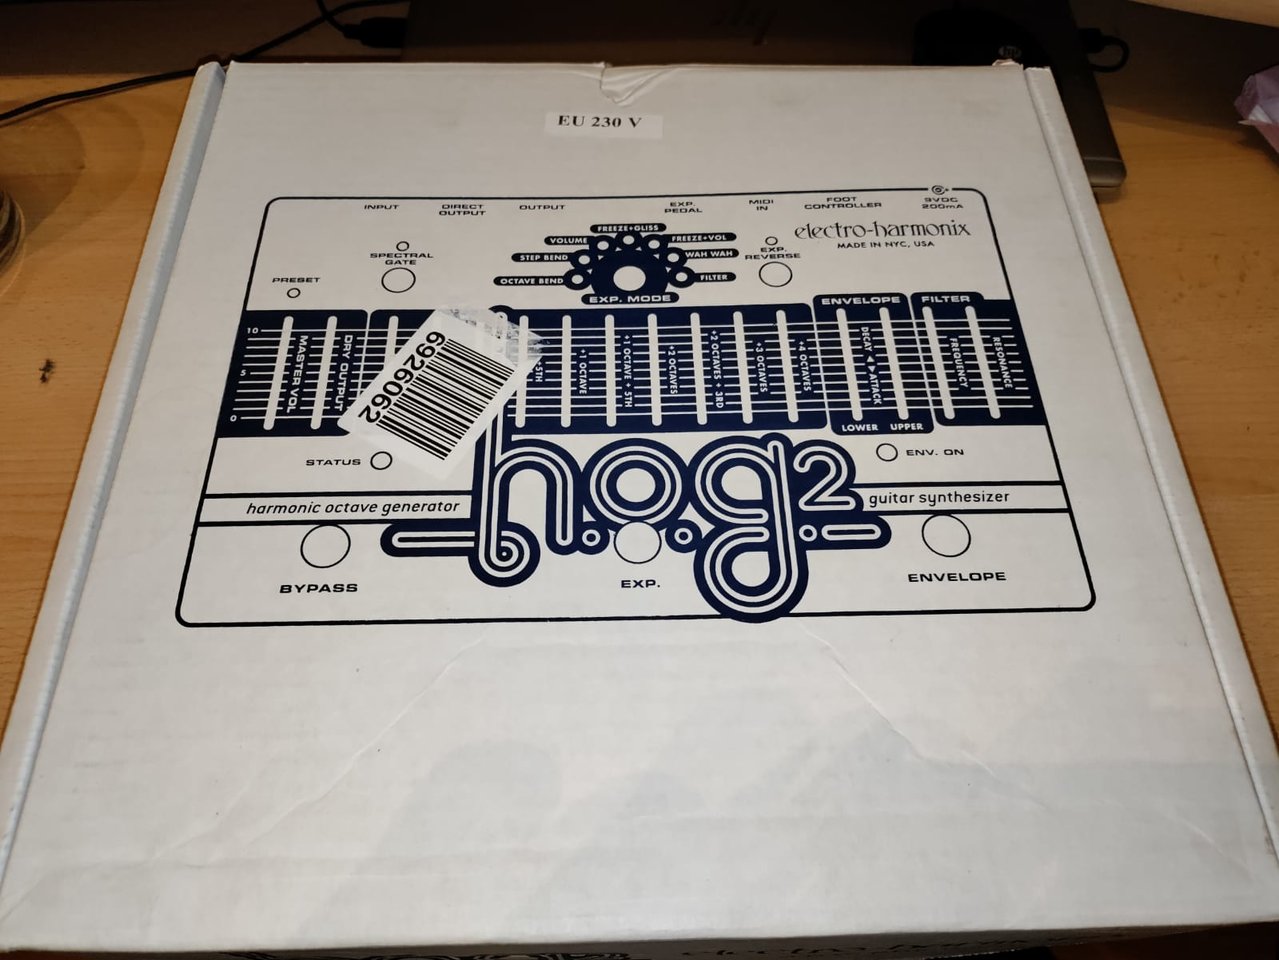 EU 230 V
INPUT
DIRECT
OUTPUT
OUTPUT
EXP.
PEDAL
MIDI
IN
FOOT
CONTROLLER
9VDC
200mA
electro-harmonix
MADE IN NYC, USA
PRESET
SPECTRAL
GATE
FREEZE+GLISS
VOLUME
FREEZE+VOL
STEP BEND
WAH WAH
OCTAVE BEND
FILTER
EXP. MODE
EXP.
REVERSE
ENVELOPE
FILTER
10
5
0
MASTER VOL
DRY OUTPUT
6926062
+5TH
+1 OCTAVE
+1 OCTAVE + 5TH
+2 OCTAVES
+2 OCTAVES + 3RD
+3 OCTAVES
+4 OCTAVES
DECAY ◄ ► ATTACK
FREQUENCY
RESONANCE
LOWER UPPER
STATUS
ENV. ON
h.o.g.2
harmonic octave generator
guitar synthesizer
BYPASS
EXP.
ENVELOPE